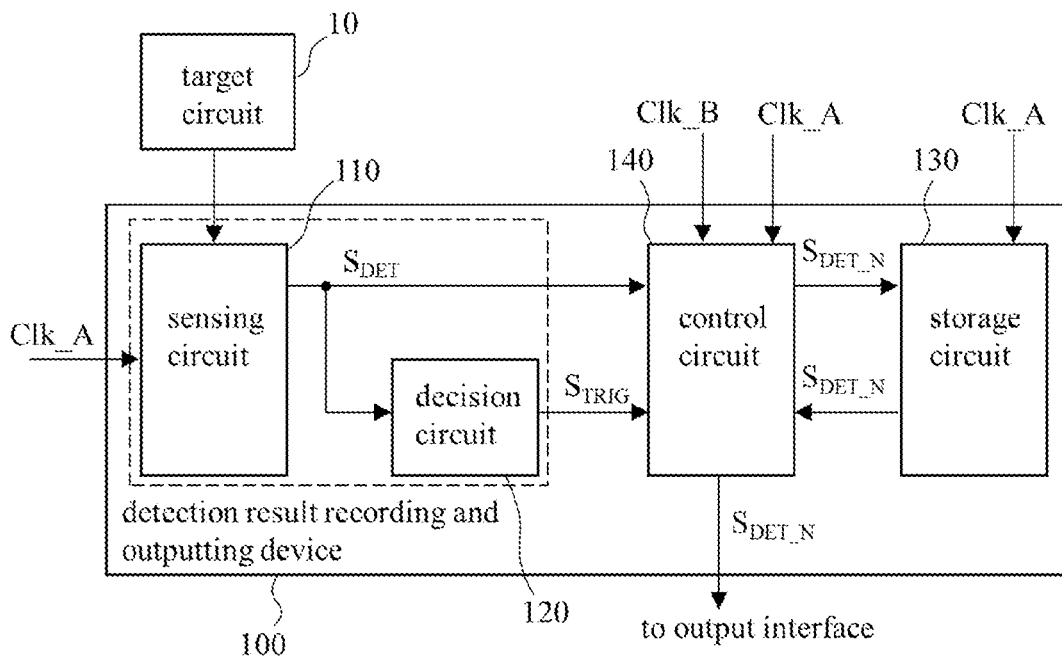 10
target
circuit
Clk_B
Clk_A
Clk_A
110
140
130
S_DET
S_DET_N
Clk_A
sensing
circuit
control
circuit
storage
circuit
decision
circuit
S_TRIG
S_DET_N
detection result recording and
outputting device
S_DET_N
100
120
to output interface